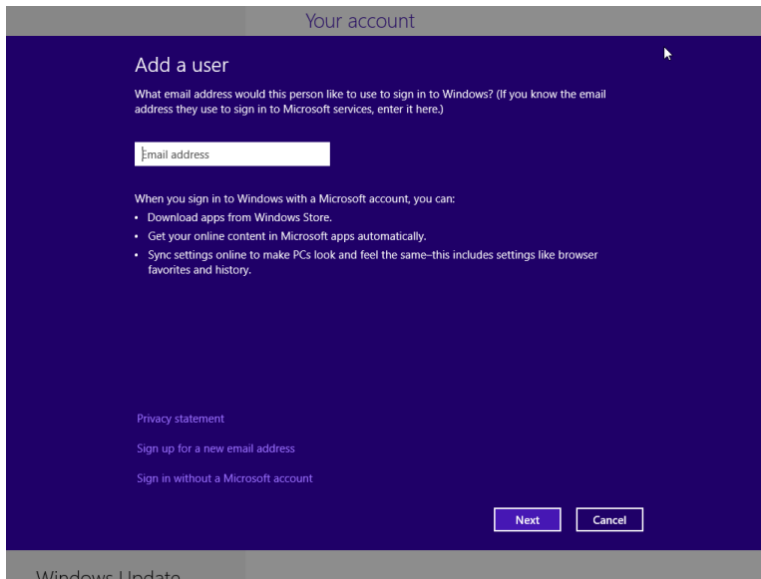 Your account
Add a user
What email address would this person like to use to sign in to Windows? (If you know the email
address they use to sign in to Microsoft services, enter it here.)
Email address
When you sign in to Windows with a Microsoft account, you can:
• Download apps from Windows Store.
• Get your online content in Microsoft apps automatically.
• Sync settings online to make PCs look and feel the same–this includes settings like browser
favorites and history.
Privacy statement
Sign up for a new email address
Sign in without a Microsoft account
Next Cancel
Windows Update